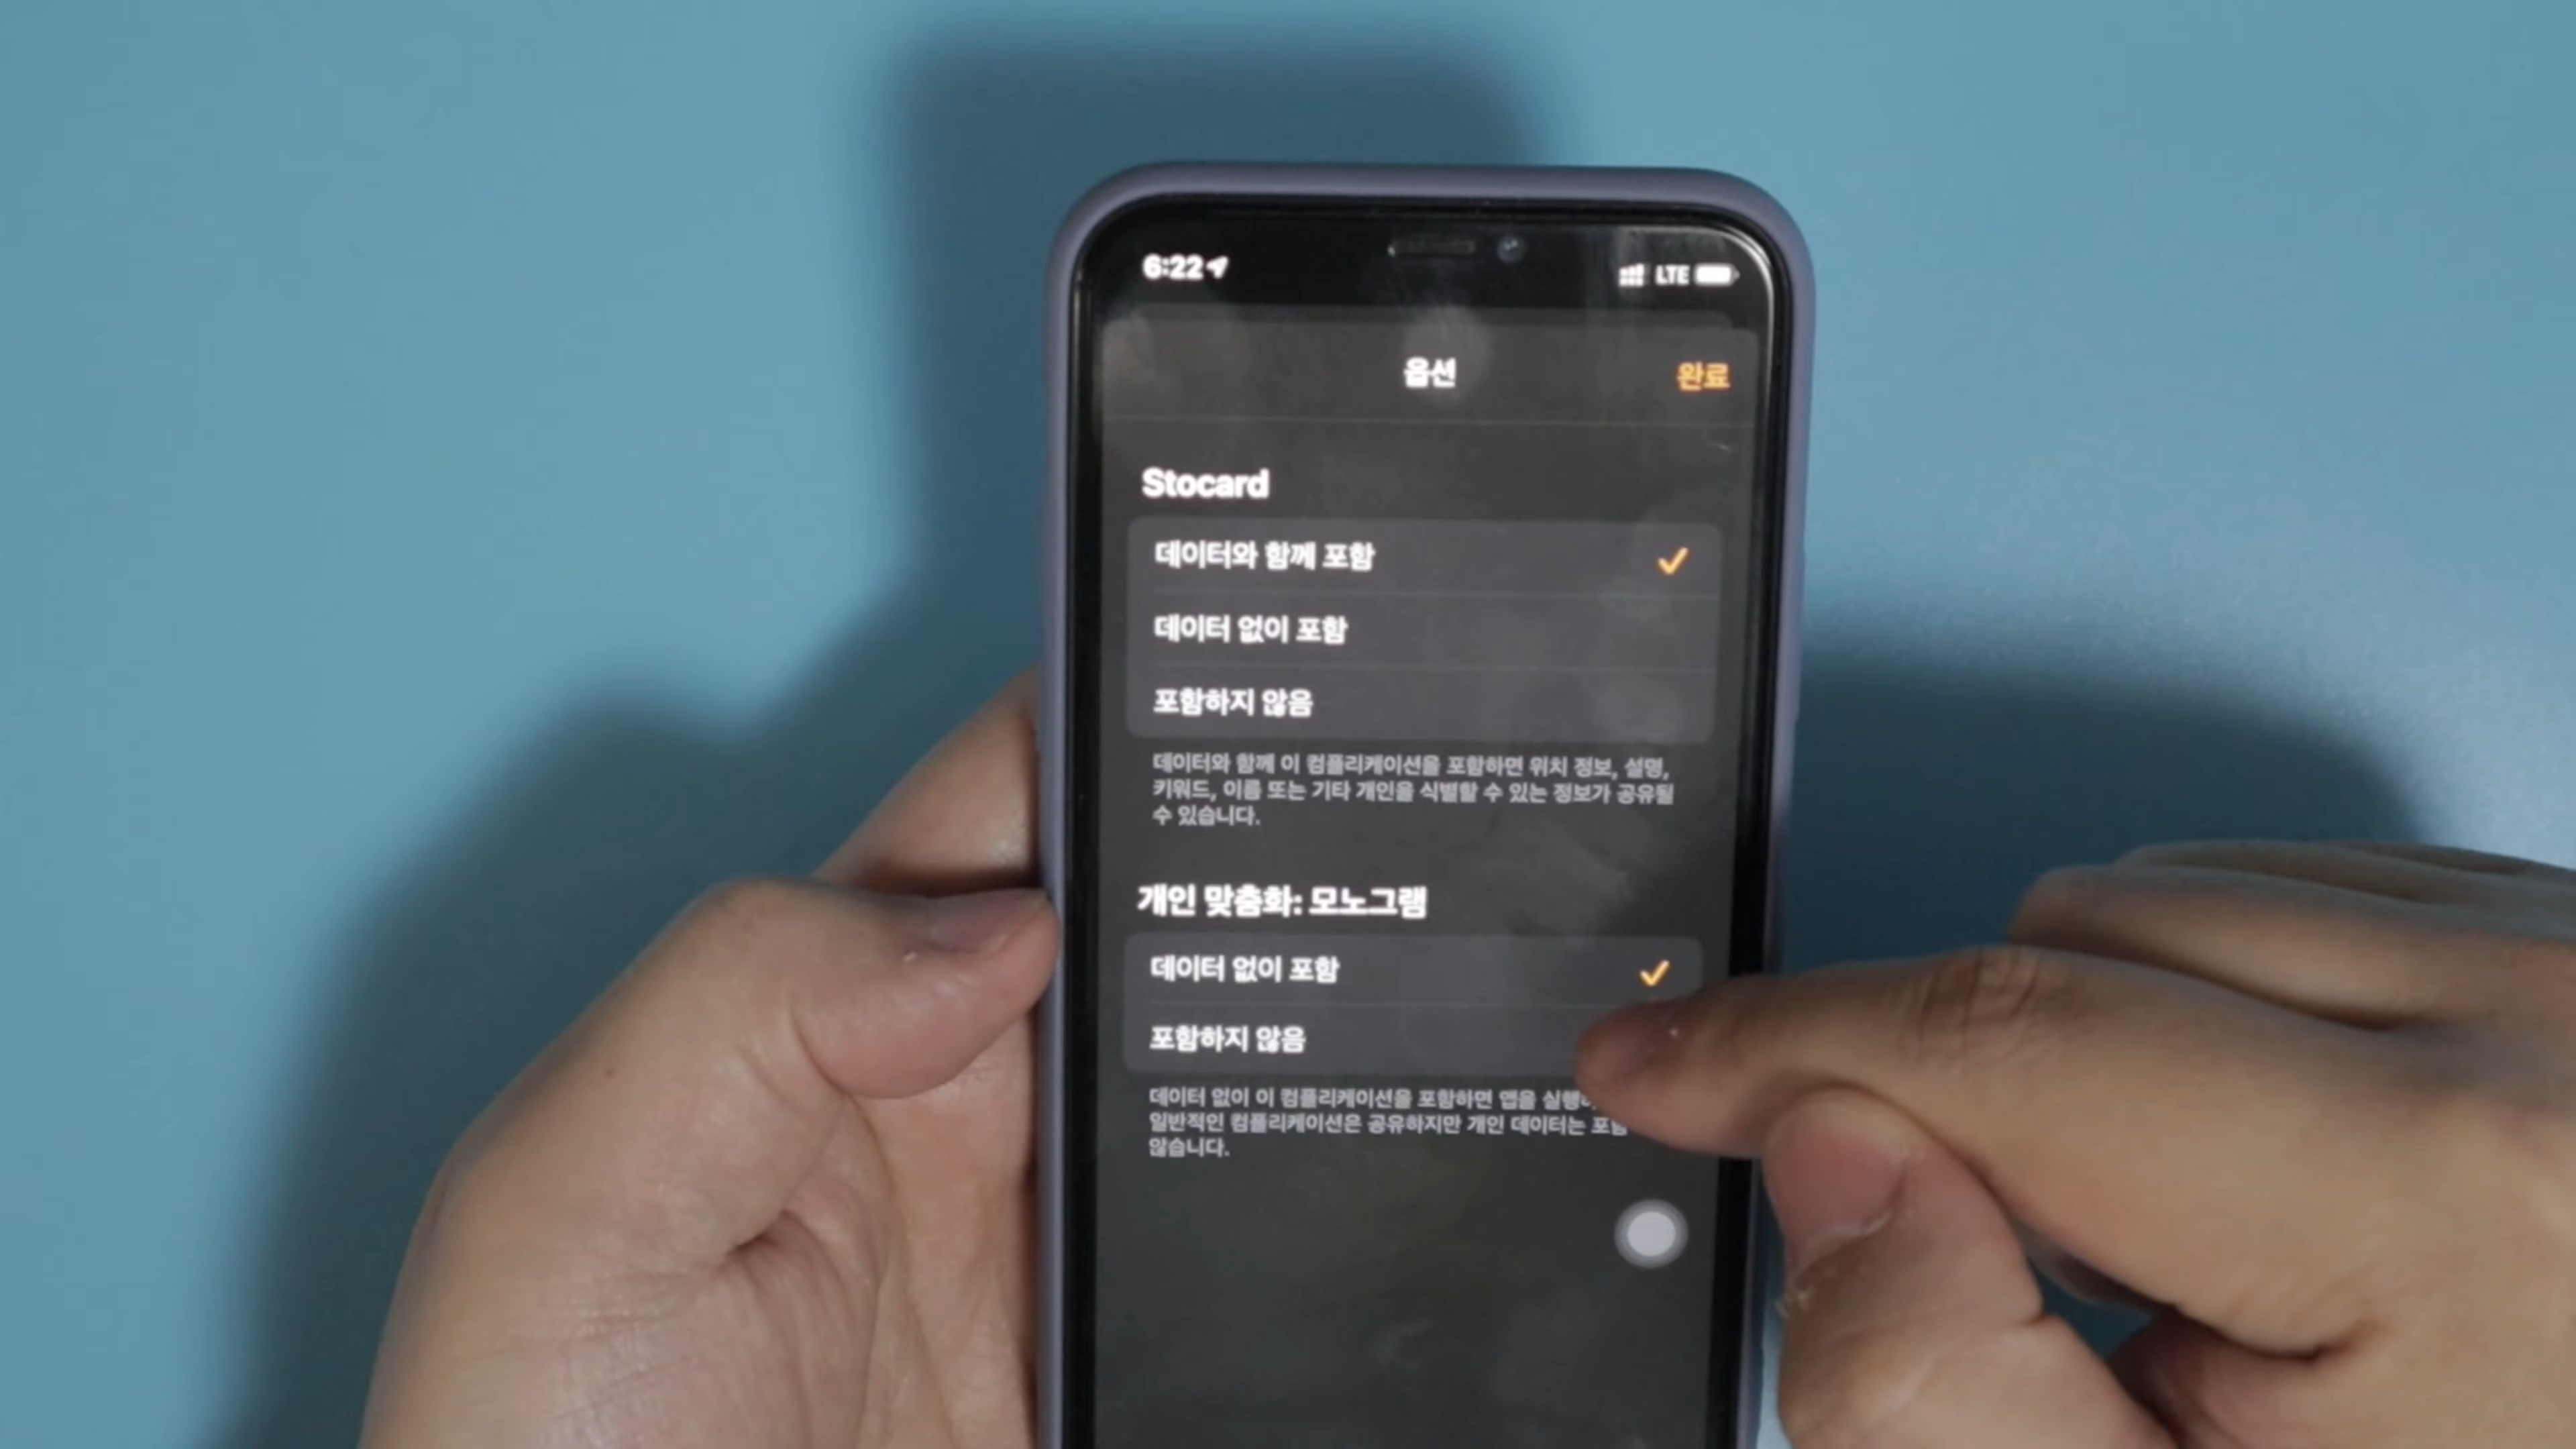 6:22
LTE
옵션
완료
Stocard
데이터와 함께 포함
데이터 없이 포함
포함하지 않음
데이터와 함께 이 컴플리케이션을 포함하면 위치 정보, 설명,
키워드, 이름 또는 기타 개인을 식별할 수 있는 정보가 공유될
수 있습니다.
개인 맞춤화: 모노그램
데이터 없이 포함
포함하지 않음
데이터 없이 이 컴플리케이션을 포함하면 앱을
일반적인 컴플리케이션은 공유하지만 개인 데이터는
않습니다.